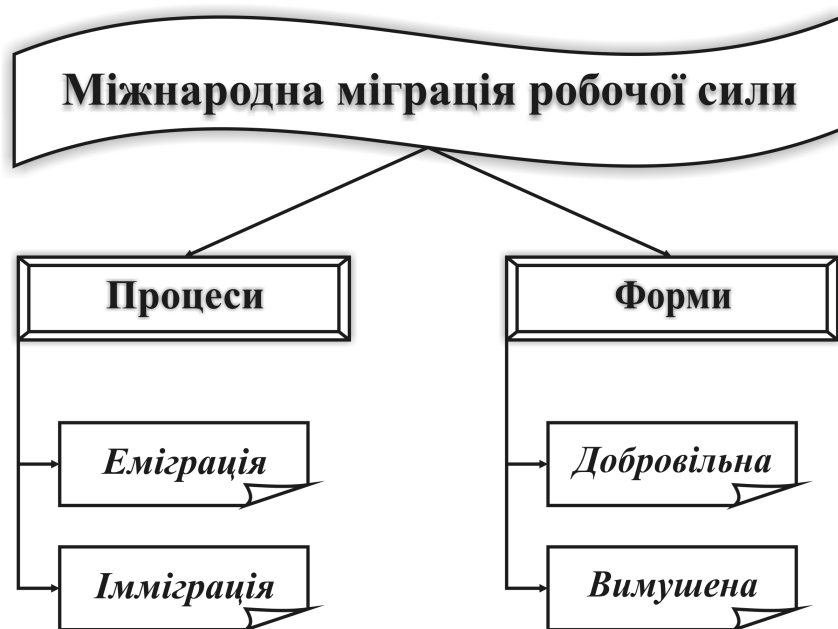 Міжнародна міграція робочої сили
Процеси
Форми
Еміграція
Добровільна
Імміграція
Вимушена